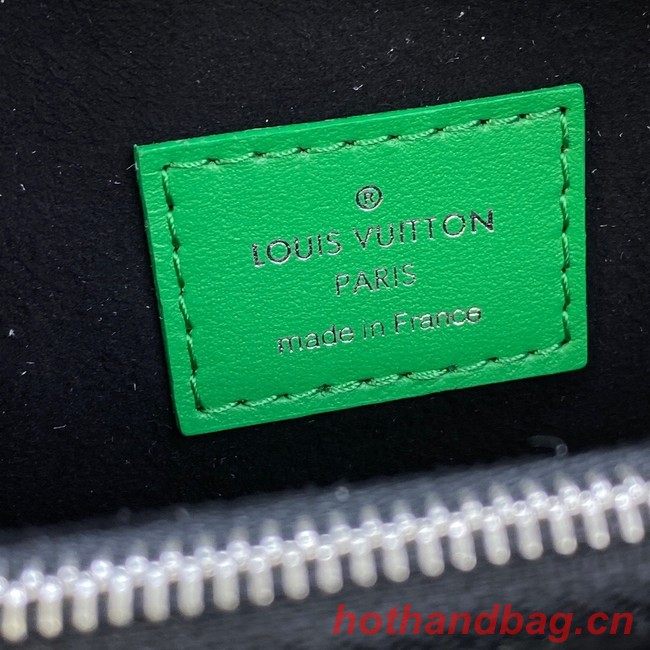 ®
LOUIS VUITTON
PARIS
made in France
hothandbag.cn